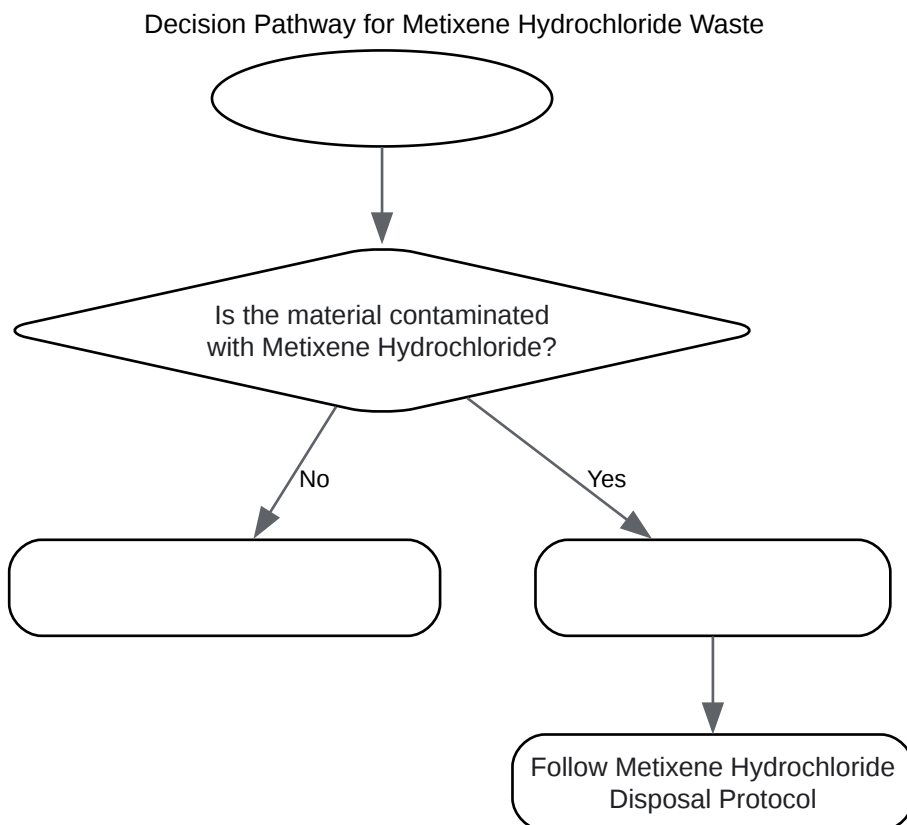 Decision Pathway for Metixene Hydrochloride Waste
Is the material contaminated
with Metixene Hydrochloride?
No
Yes
Follow Metixene Hydrochloride
Disposal Protocol